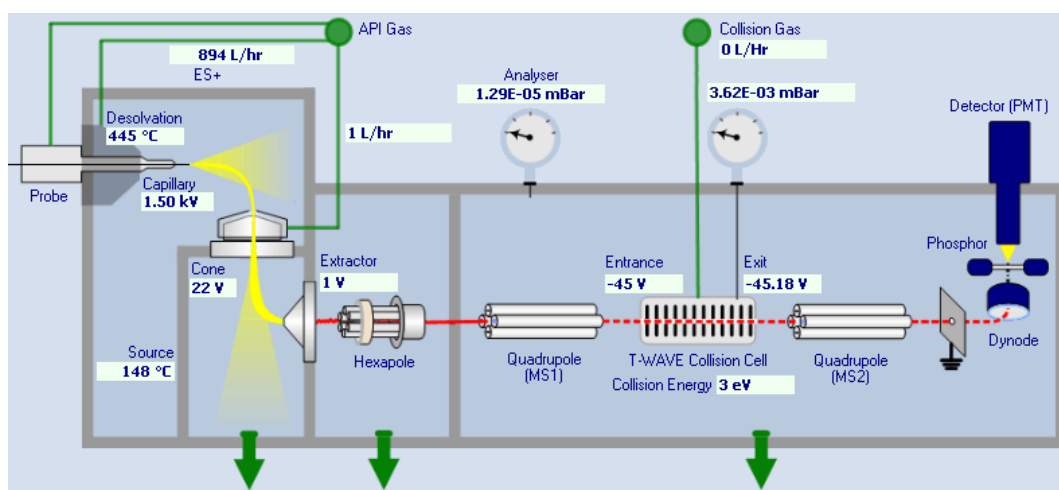 API Gas
894 L/hr
ES+
Collision Gas
0 L/Hr
Analyser
1.29E-05 mBar
3.62E-03 mBar
Detector (PMT)
Desolvation
445 °C
1 L/hr
Probe
Capillary
1.50 kV
Phosphor
Cone
22 V
Extractor
1 V
Entrance
-45 V
Exit
-45.18 V
Source
148 °C
Hexapole
Quadrupole
(MS1)
T-WAVE Collision Cell
Collision Energy 3 eV
Quadrupole
(MS2)
Dynode